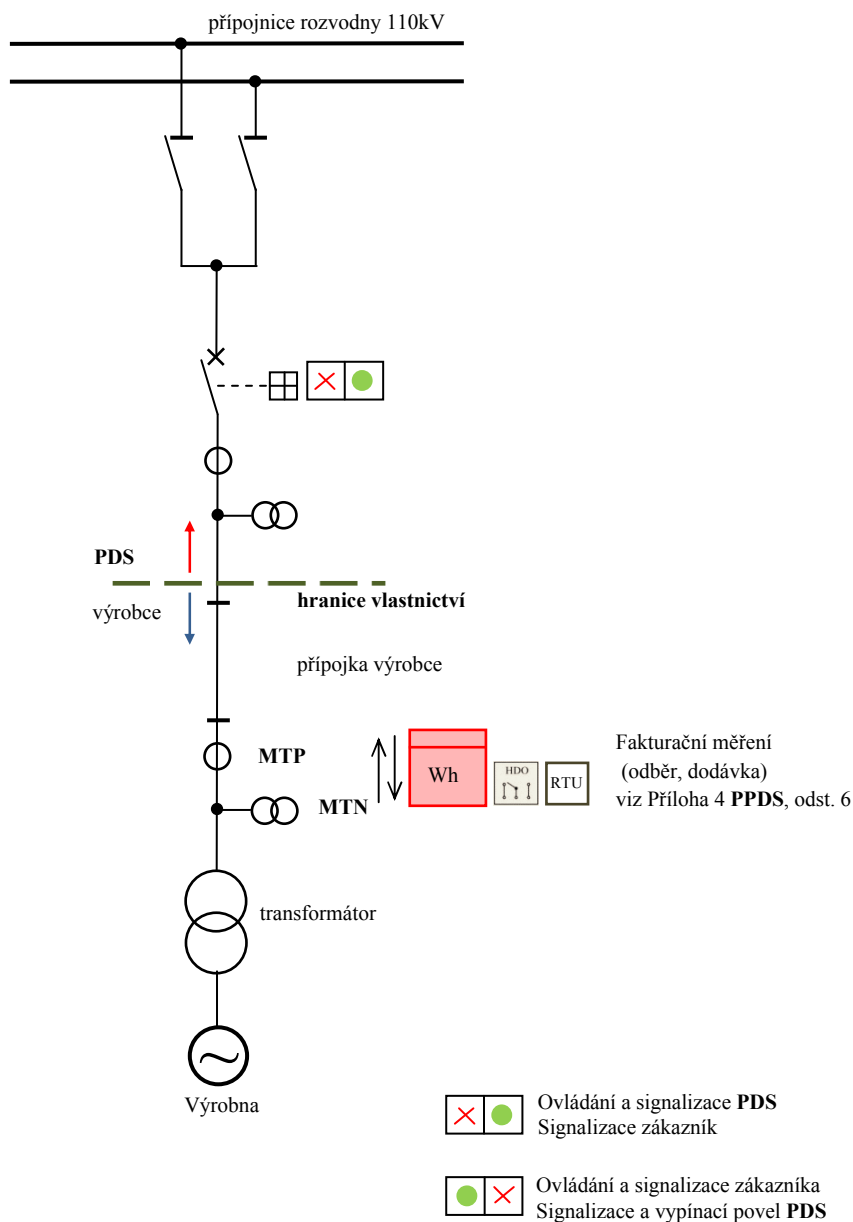 přípojnice rozvodny 110kV
PDS
výrobce
hranice vlastnictví
přípojka výrobce
MTP
MTN
Wh
HDO
RTU
Fakturační měření
(odběr, dodávka)
viz Příloha 4 PPDS, odst. 6
transformátor
Výrobna
Ovládání a signalizace PDS
Signalizace zákazník
Ovládání a signalizace zákazníka
Signalizace a vypínací povel PDS